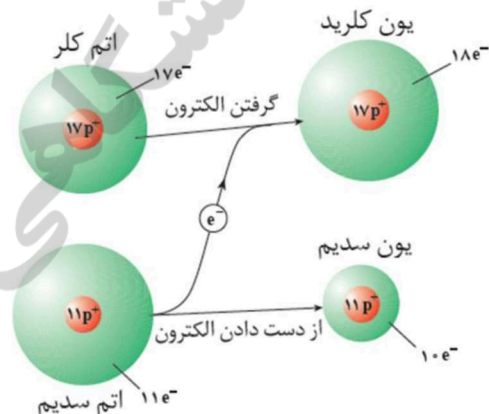 اتم کلر
۱۷e⁻
۱۷p⁺
گرفتن الکترون
یون کلرید
۱۸e⁻
۱۷p⁺
e⁻
اتم سدیم
۱۱e⁻
۱۱p⁺
از دست دادن الکترون
یون سدیم
۱۱p⁺
۱۰e⁻